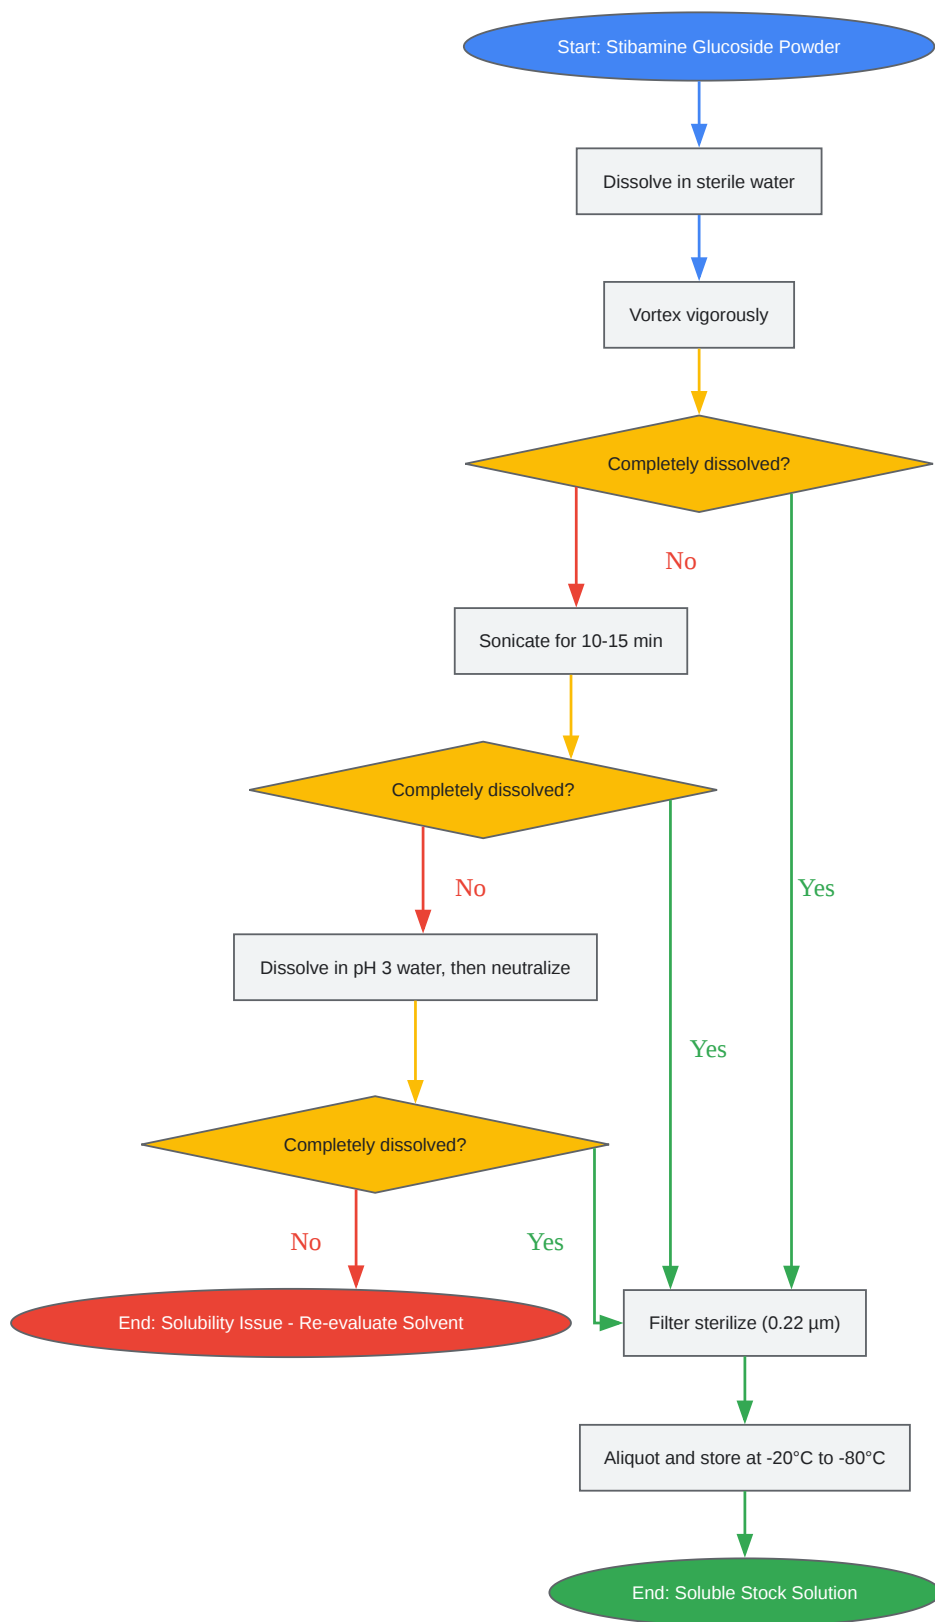 Start: Stibamine Glucoside Powder
Dissolve in sterile water
Vortex vigorously
Completely dissolved?
No
Sonicate for 10-15 min
Completely dissolved?
No
Yes
Dissolve in pH 3 water, then neutralize
Yes
Completely dissolved?
No
Yes
End: Solubility Issue - Re-evaluate Solvent
Filter sterilize (0.22 µm)
Aliquot and store at -20°C to -80°C
End: Soluble Stock Solution